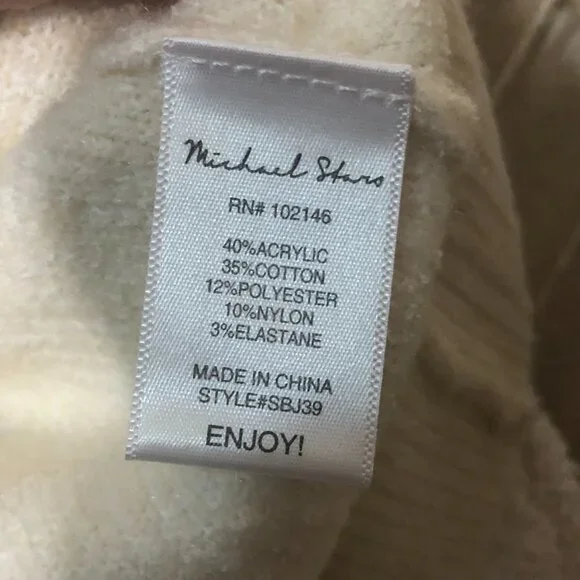 Michael Stars
RN# 102146
40%ACRYLIC
35%COTTON
12%POLYESTER
10%NYLON
3%ELASTANE
MADE IN CHINA
STYLE#SBJ39
ENJOY!